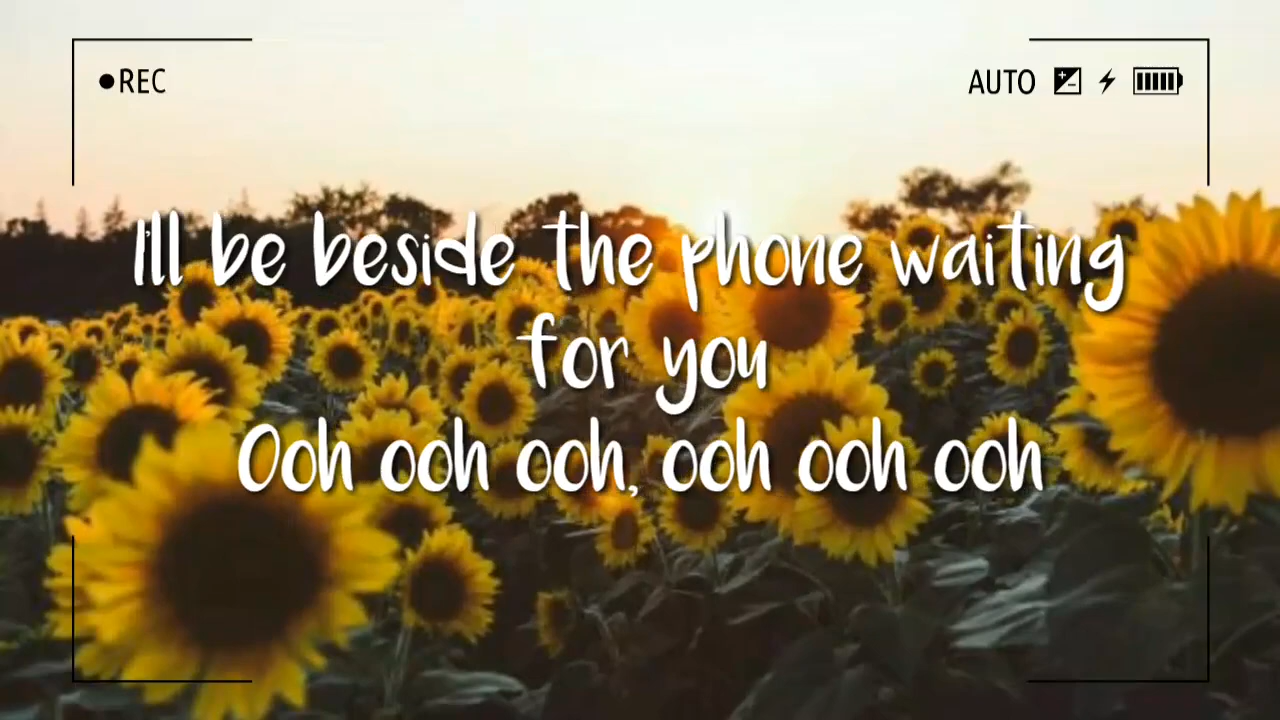 ●REC
AUTO
I'll be beside the phone waiting
for you
Ooh ooh ooh, ooh ooh ooh